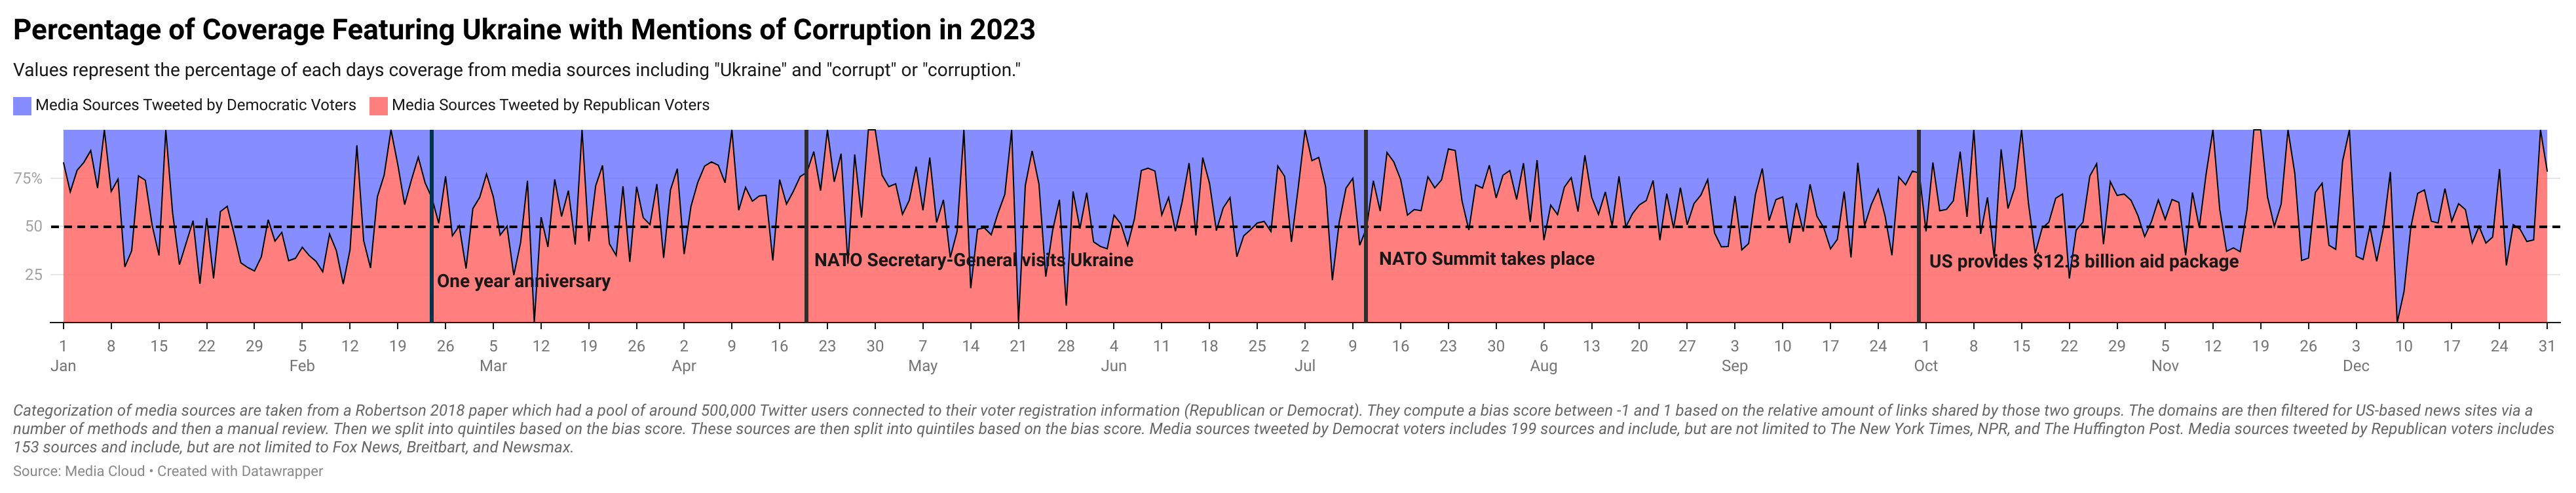 Percentage of Coverage Featuring Ukraine with Mentions of Corruption in 2023
Values represent the percentage of each days coverage from media sources including "Ukraine" and "corrupt" or "corruption."
Media Sources Tweeted by Democratic Voters Media Sources Tweeted by Republican Voters
75%
50
25
One year anniversary
NATO Secretary-General visits Ukraine
NATO Summit takes place
US provides $12.3 billion aid package
1 8 15 22 29 5 12 19 26 5 12 19 26 2 9 16 23 30 7 14 21 28 4 11 18 25 2 9 16 23 30 6 13 20 27 3 10 17 24 1 8 15 22 29 5 12 19 26 3 10 17 24 31
Jan Feb Mar Apr May Jun Jul Aug Sep Oct Nov Dec
Categorization of media sources are taken from a Robertson 2018 paper which had a pool of around 500,000 Twitter users connected to their voter registration information (Republican or Democrat). They compute a bias score between -1 and 1 based on the relative amount of links shared by those two groups. The domains are then filtered for US-based news sites via a
number of methods and then a manual review. Then we split into quintiles based on the bias score. These sources are then split into quintiles based on the bias score. Media sources tweeted by Democrat voters includes 199 sources and include, but are not limited to The New York Times, NPR, and The Huffington Post. Media sources tweeted by Republican voters includes
153 sources and include, but are not limited to Fox News, Breitbart, and Newsmax.
Source: Media Cloud • Created with Datawrapper